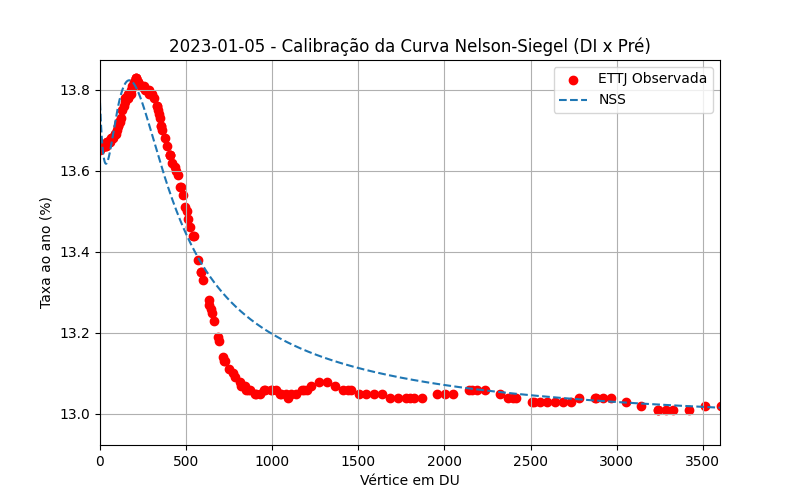 2023-01-05 - Calibração da Curva Nelson-Siegel (DI x Pré)
ETTJ Observada
NSS
Taxa ao ano (%)
13.8
13.6
13.4
13.2
13.0
0 500 1000 1500 2000 2500 3000 3500
Vértice em DU